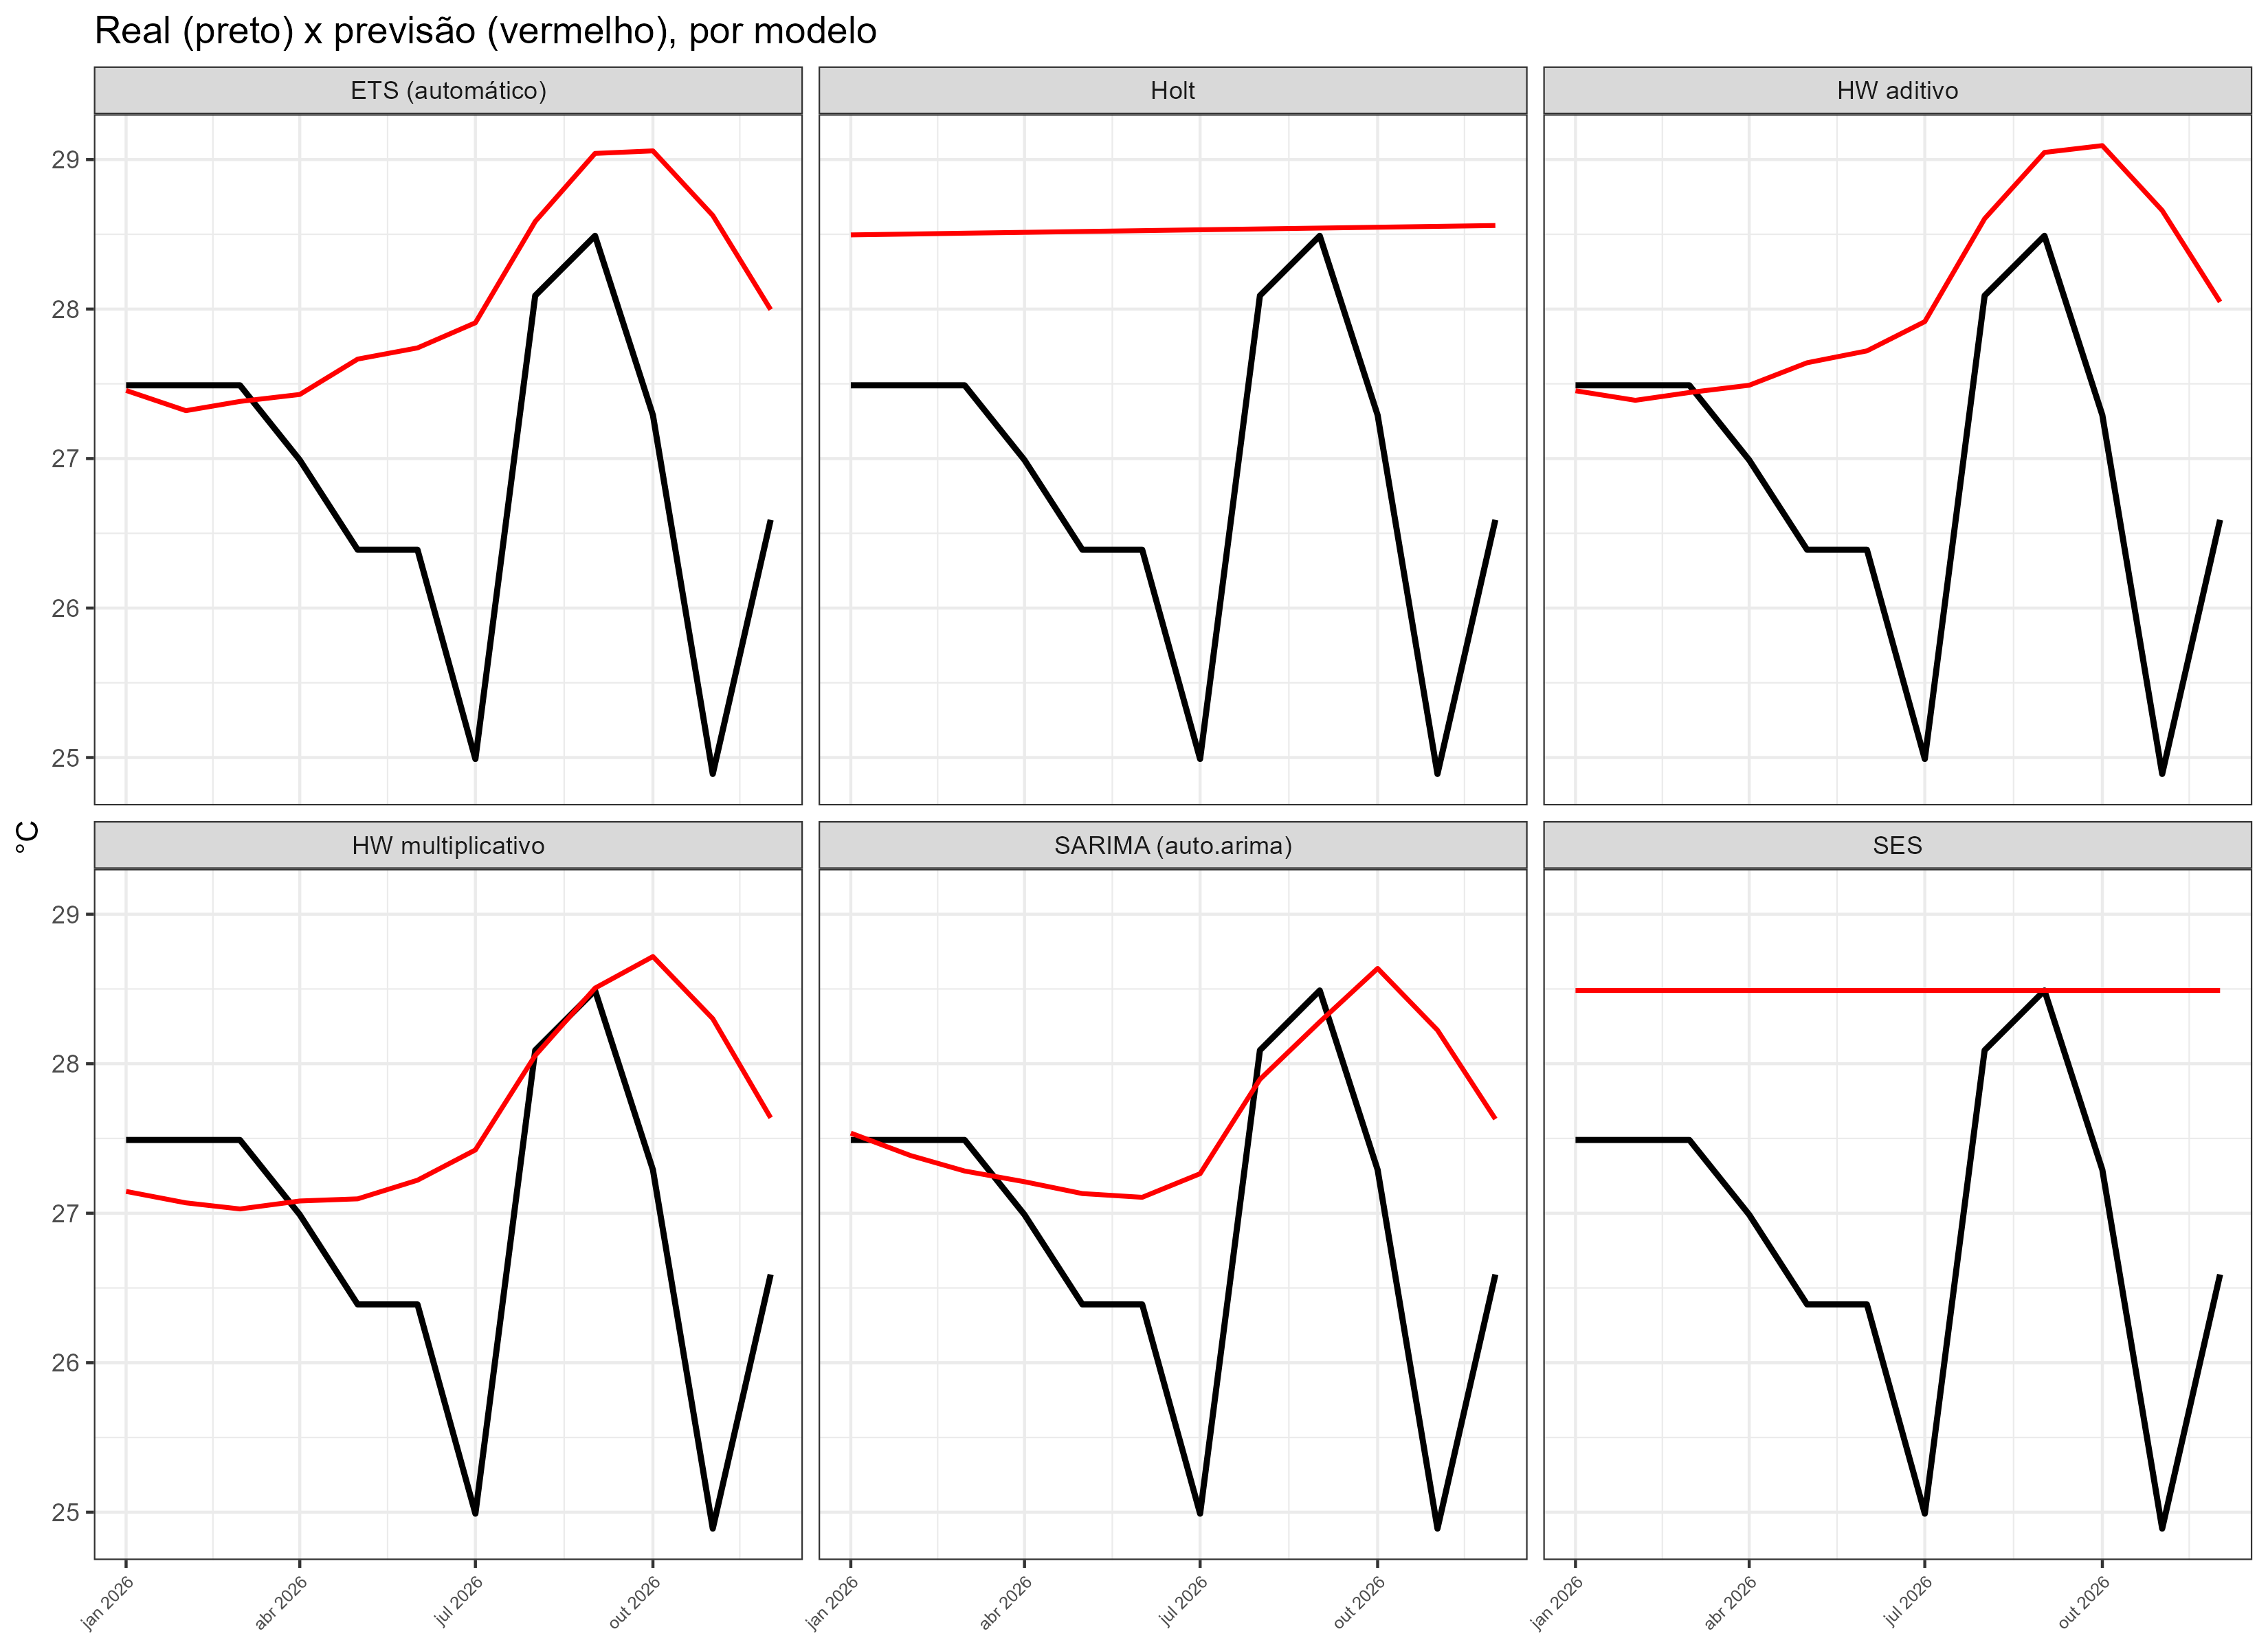 Real (preto) x previsão (vermelho), por modelo
ETS (automático)
Holt
HW aditivo
29
28
27
26
25
°C
HW multiplicativo
SARIMA (auto.arima)
SES
29
28
27
26
25
jan 2026
abr 2026
jul 2026
out 2026
jan 2026
abr 2026
jul 2026
out 2026
jan 2026
abr 2026
jul 2026
out 2026